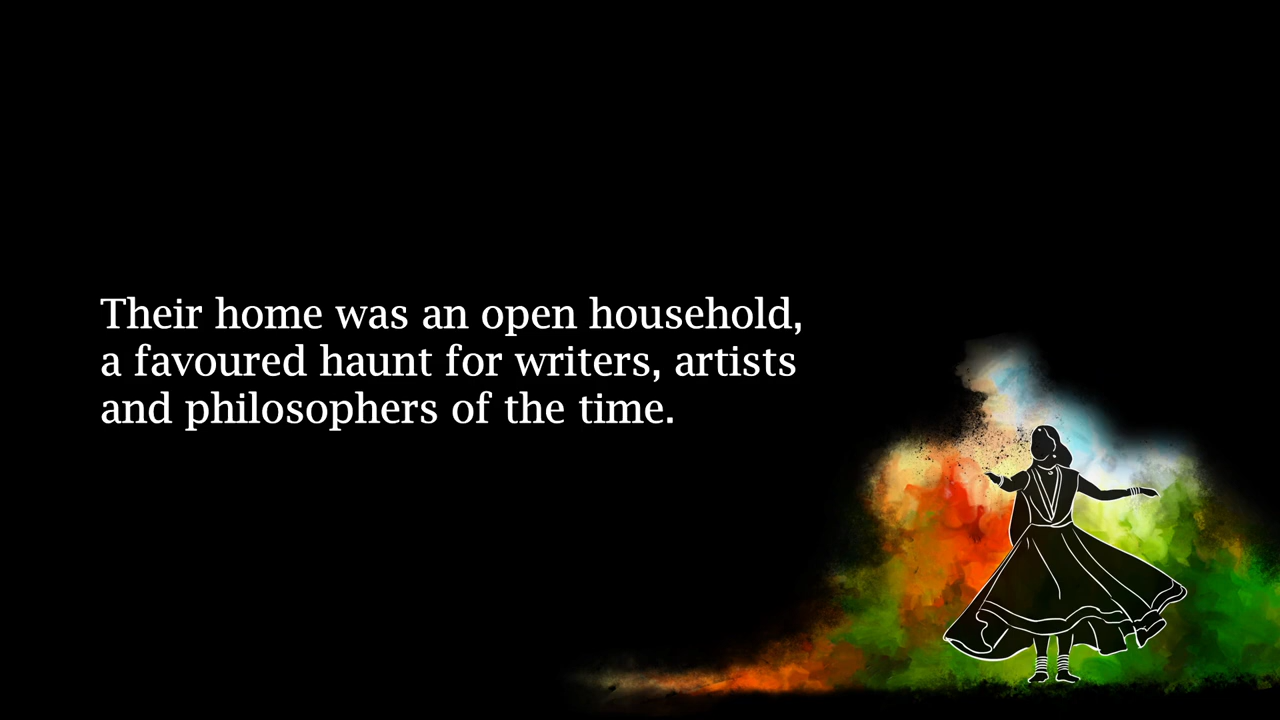 Their home was an open household,
a favoured haunt for writers, artists
and philosophers of the time.